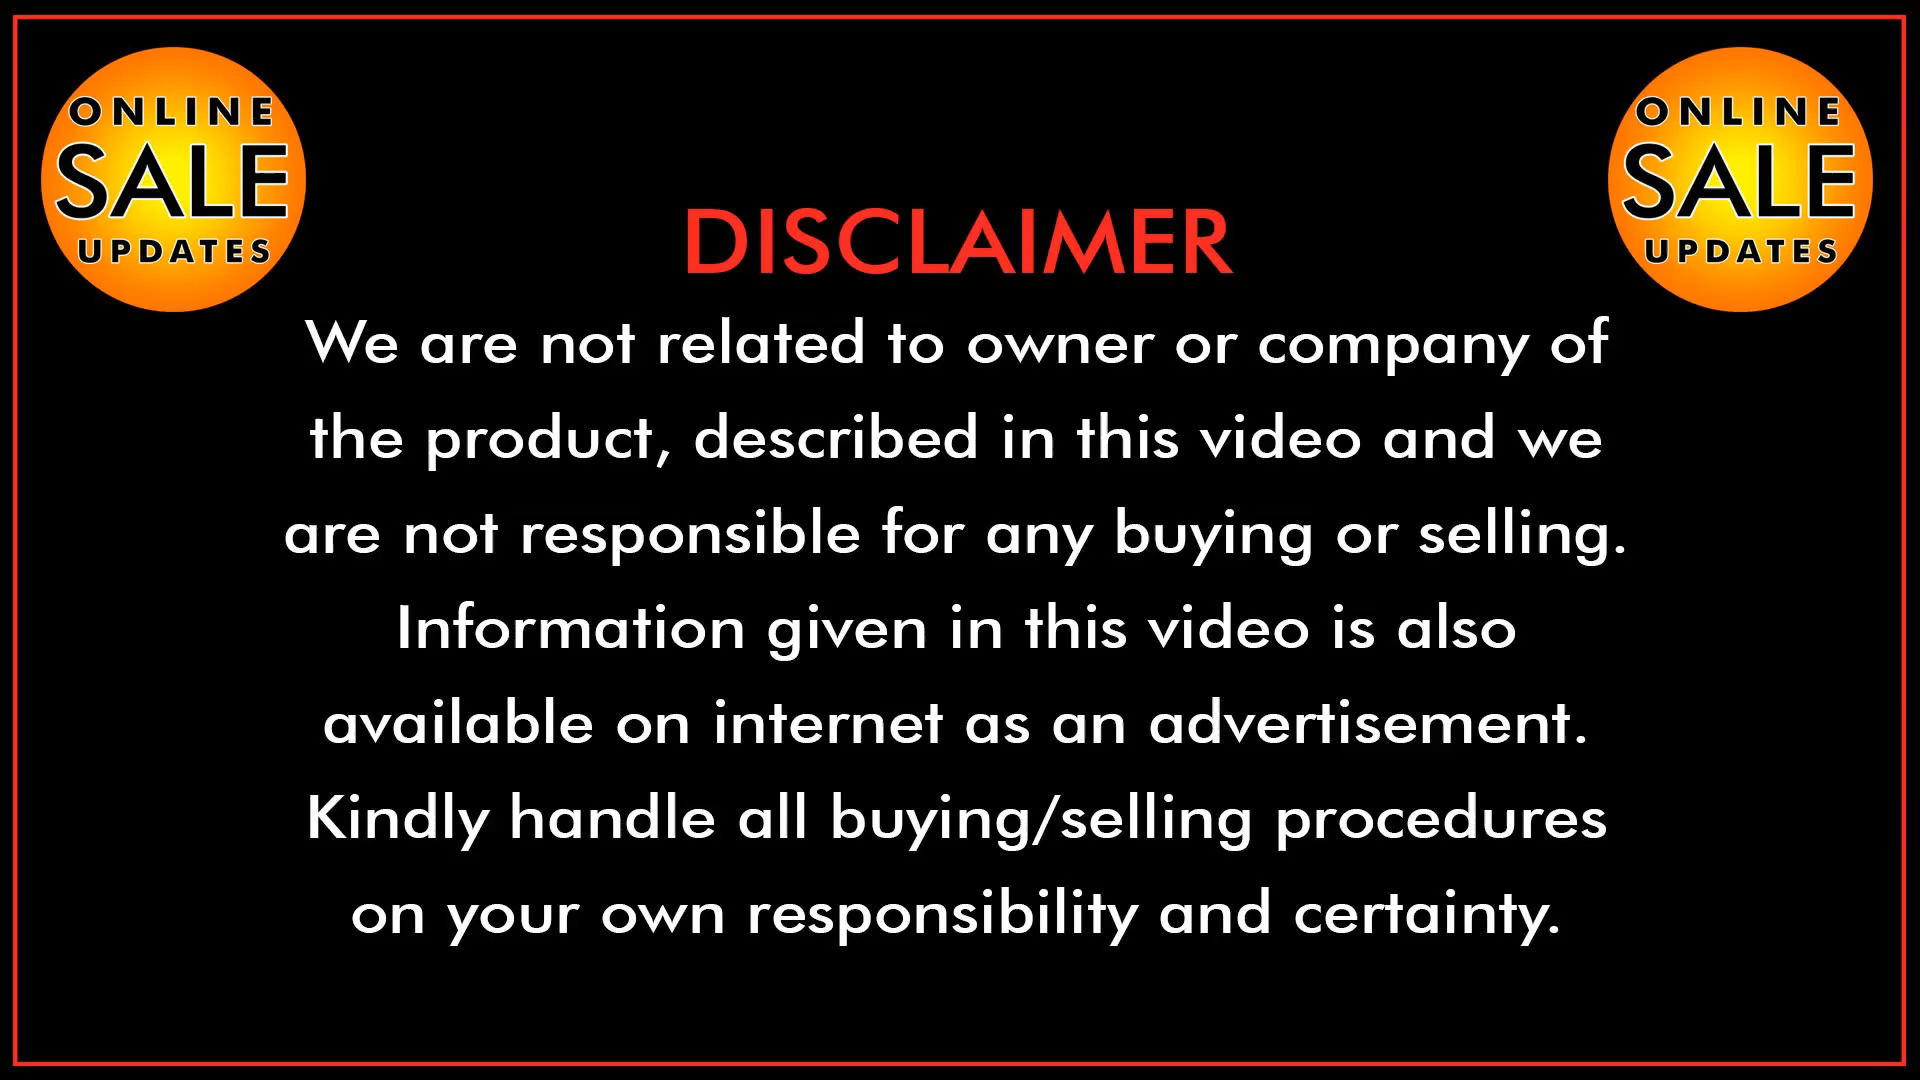 ONLINE
SALE
UPDATES
ONLINE
SALE
UPDATES
DISCLAIMER
We are not related to owner or company of
the product, described in this video and we
are not responsible for any buying or selling.
Information given in this video is also
available on internet as an advertisement.
Kindly handle all buying/selling procedures
on your own responsibility and certainty.